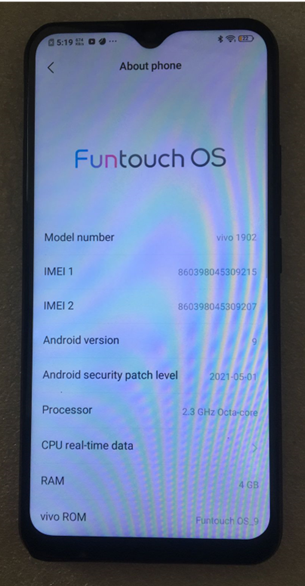 5:19
About phone
Funtouch OS
Model number vivo 1902
IMEI 1 860398045309215
IMEI 2 860398045309207
Android version 9
Android security patch level 2021-05-01
Processor 2.3 GHz Octa-core
CPU real-time data
RAM 4 GB
vivo ROM Funtouch OS_9